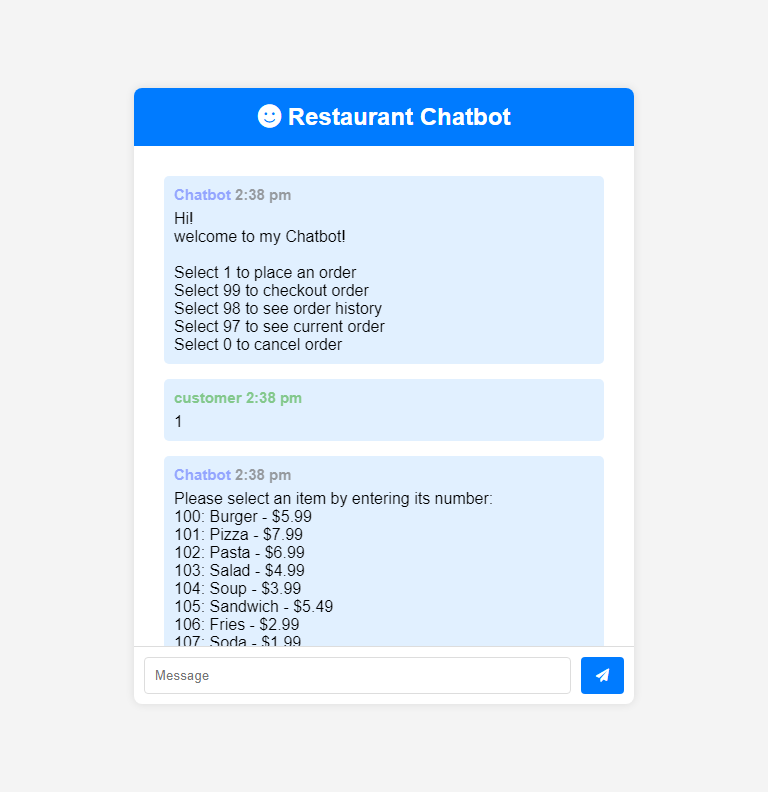 Restaurant Chatbot
Chatbot 2:38 pm
Hi!
welcome to my Chatbot!
Select 1 to place an order
Select 99 to checkout order
Select 98 to see order history
Select 97 to see current order
Select 0 to cancel order
customer 2:38 pm
1
Chatbot 2:38 pm
Please select an item by entering its number:
100: Burger - $5.99
101: Pizza - $7.99
102: Pasta - $6.99
103: Salad - $4.99
104: Soup - $3.99
105: Sandwich - $5.49
106: Fries - $2.99
107: Soda - $1.99
Message